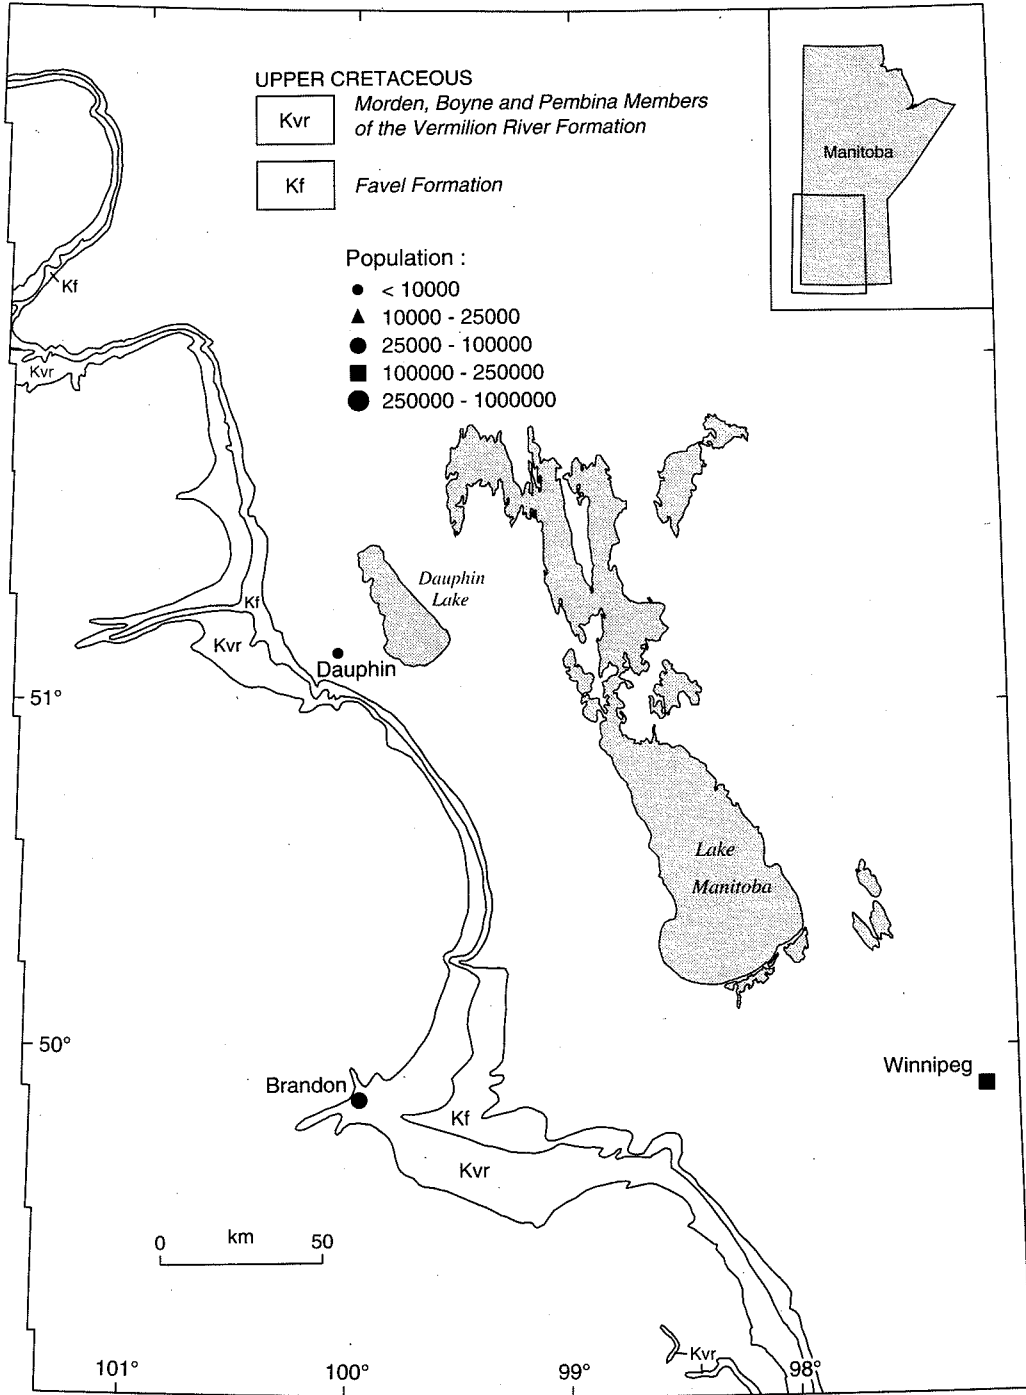 UPPER CRETACEOUS
Kvr
Morden, Boyne and Pembina Members
of the Vermilion River Formation
Kf
Favel Formation
Manitoba
Population :
< 10000
10000 - 25000
25000 - 100000
100000 - 250000
250000 - 1000000
Kf
Kvr
Dauphin
Lake
Kf
Kvr
Dauphin
51°
Lake
Manitoba
50°
Winnipeg
Brandon
Kf
Kvr
0 km 50
Kvr
101° 100° 99° 98°